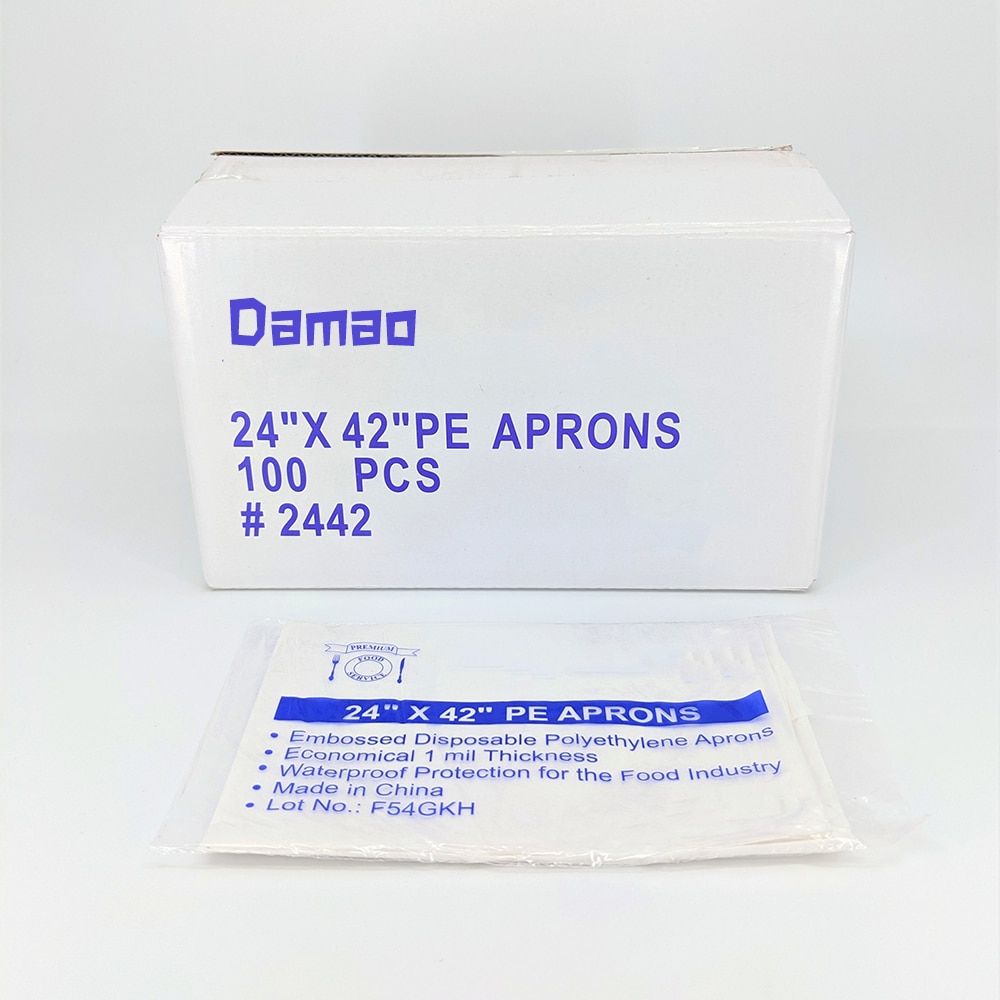 Damao
24"X 42"PE APRONS
100 PCS
# 2442
PREMIUM
FOOD
SERVICE
24" X 42" PE APRONS
• Embossed Disposable Polyethylene Aprons
• Economical 1 mil Thickness
• Waterproof Protection for the Food Industry
• Made in China
• Lot No.: F54GKH